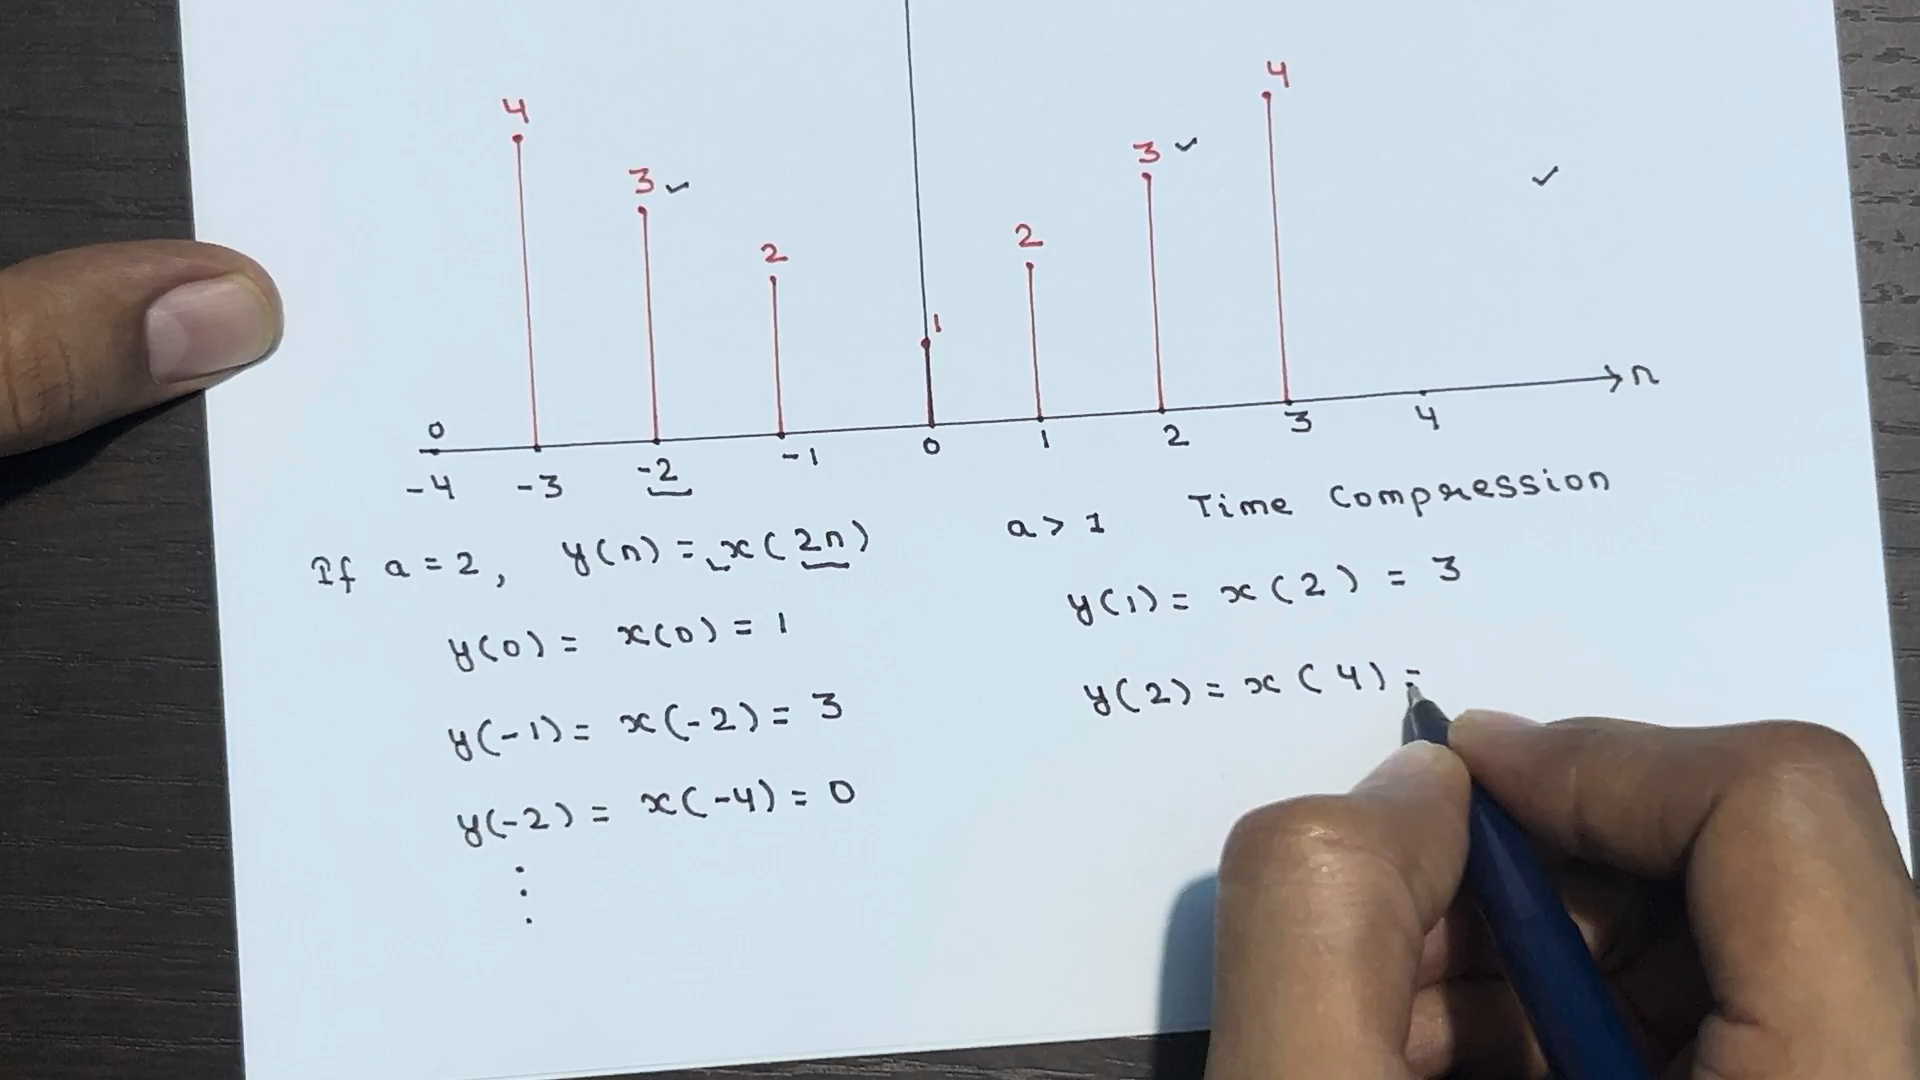 4
4
3 ✓
3 ✓
✓
2
2
1
n
0
-4 -3 -2 -1 0 1 2 3 4
If a = 2, y(n) = x(2n)
a > 1 Time Compression
y(0) = x(0) = 1
y(1) = x(2) = 3
y(-1) = x(-2) = 3
y(2) = x(4) =
y(-2) = x(-4) = 0
⋮